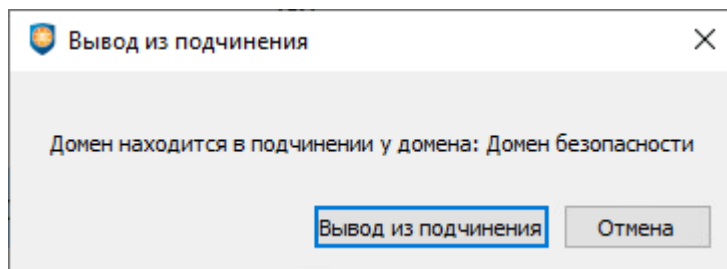 Вывод из подчинения
Домен находится в подчинении у домена: Домен безопасности
Вывод из подчинения
Отмена